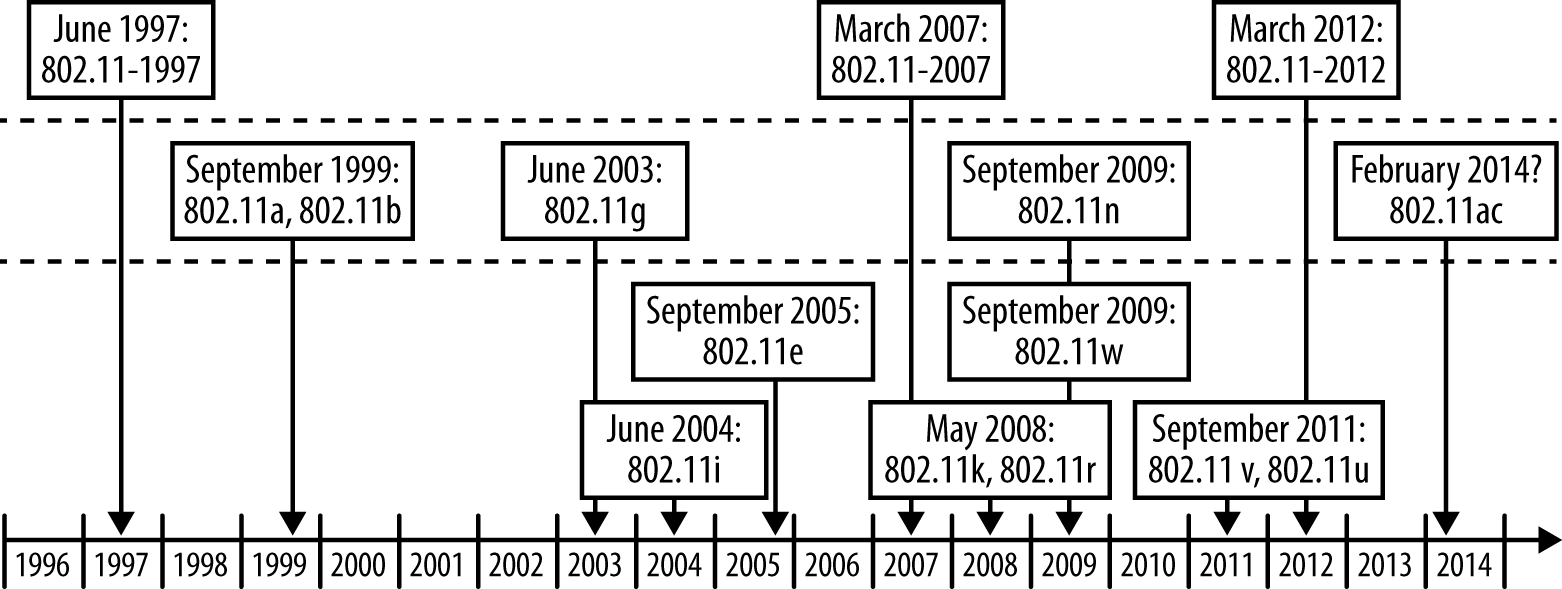 June 1997:
802.11-1997
March 2007:
802.11-2007
March 2012:
802.11-2012
September 1999:
802.11a, 802.11b
June 2003:
802.11g
September 2009:
802.11n
February 2014?
802.11ac
September 2005:
802.11e
September 2009:
802.11w
June 2004:
802.11i
May 2008:
802.11k, 802.11r
September 2011:
802.11 v, 802.11u
1996 1997 1998 1999 2000 2001 2002 2003 2004 2005 2006 2007 2008 2009 2010 2011 2012 2013 2014